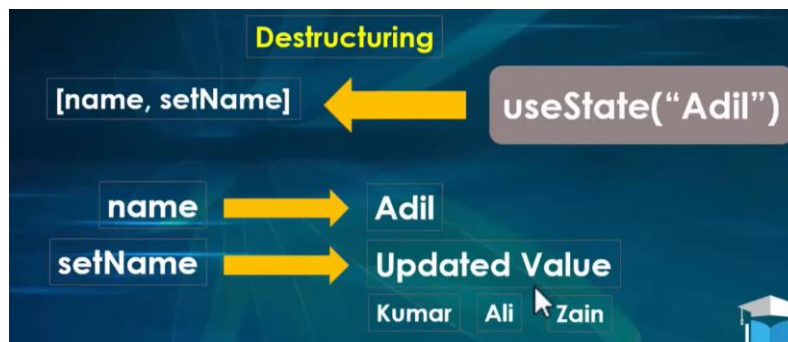 Destructuring
[name, setName] useState(“Adil”)
name Adil
setName Updated Value
Kumar Ali Zain